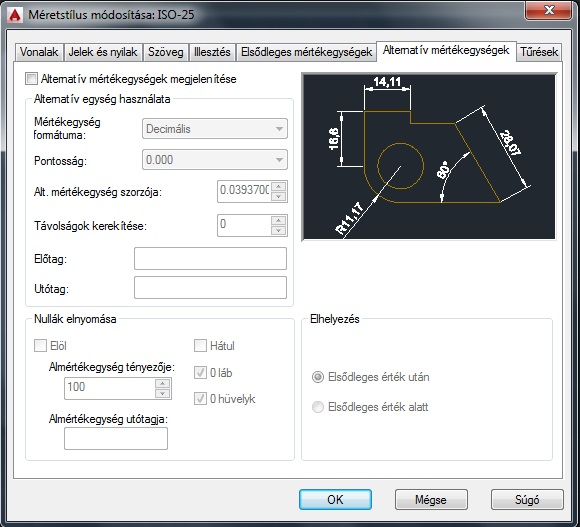 Méretstílus módosítása: ISO-25
Vonalak
Jelek és nyilak
Szöveg
Illesztés
Elsődleges mértékegységek
Alternatív mértékegységek
Tűrések
Alternatív mértékegységek megjelenítése
Alternatív egység használata
Mértékegység
formátuma:
Decimális
Pontosság:
0.000
Alt. mértékegység szorzója:
0.0393700
Távolságok kerekítése:
0
Előtag:
Utótag:
14,11
16,6
28,07
60°
R11,17
Nullák elnyomása
Elöl
Hátul
Almértékegység tényezője:
100
0 láb
0 hüvelyk
Almértékegység utótagja:
Elhelyezés
Elsődleges érték után
Elsődleges érték alatt
OK
Mégse
Súgó